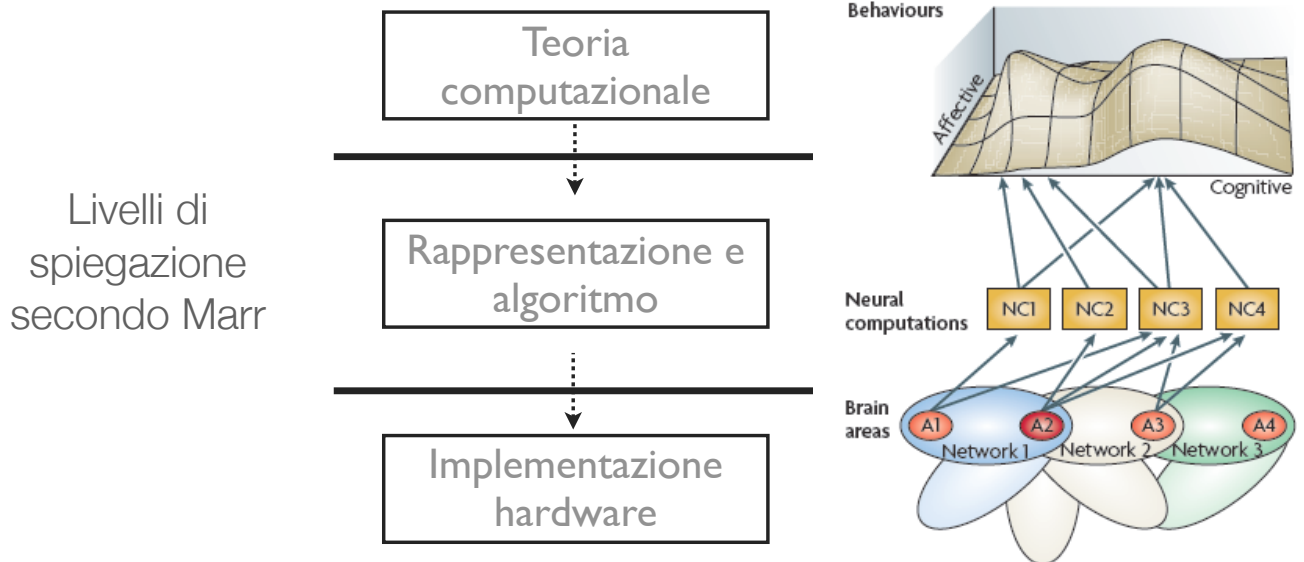 Livelli di
spiegazione
secondo Marr
Teoria
computazionale
Rappresentazione e
algoritmo
Implementazione
hardware
Behaviours
Affective
Cognitive
Neural
computations
NC1 NC2 NC3 NC4
Brain
areas
A1 A2 A3 A4
Network 1 Network 2 Network 3